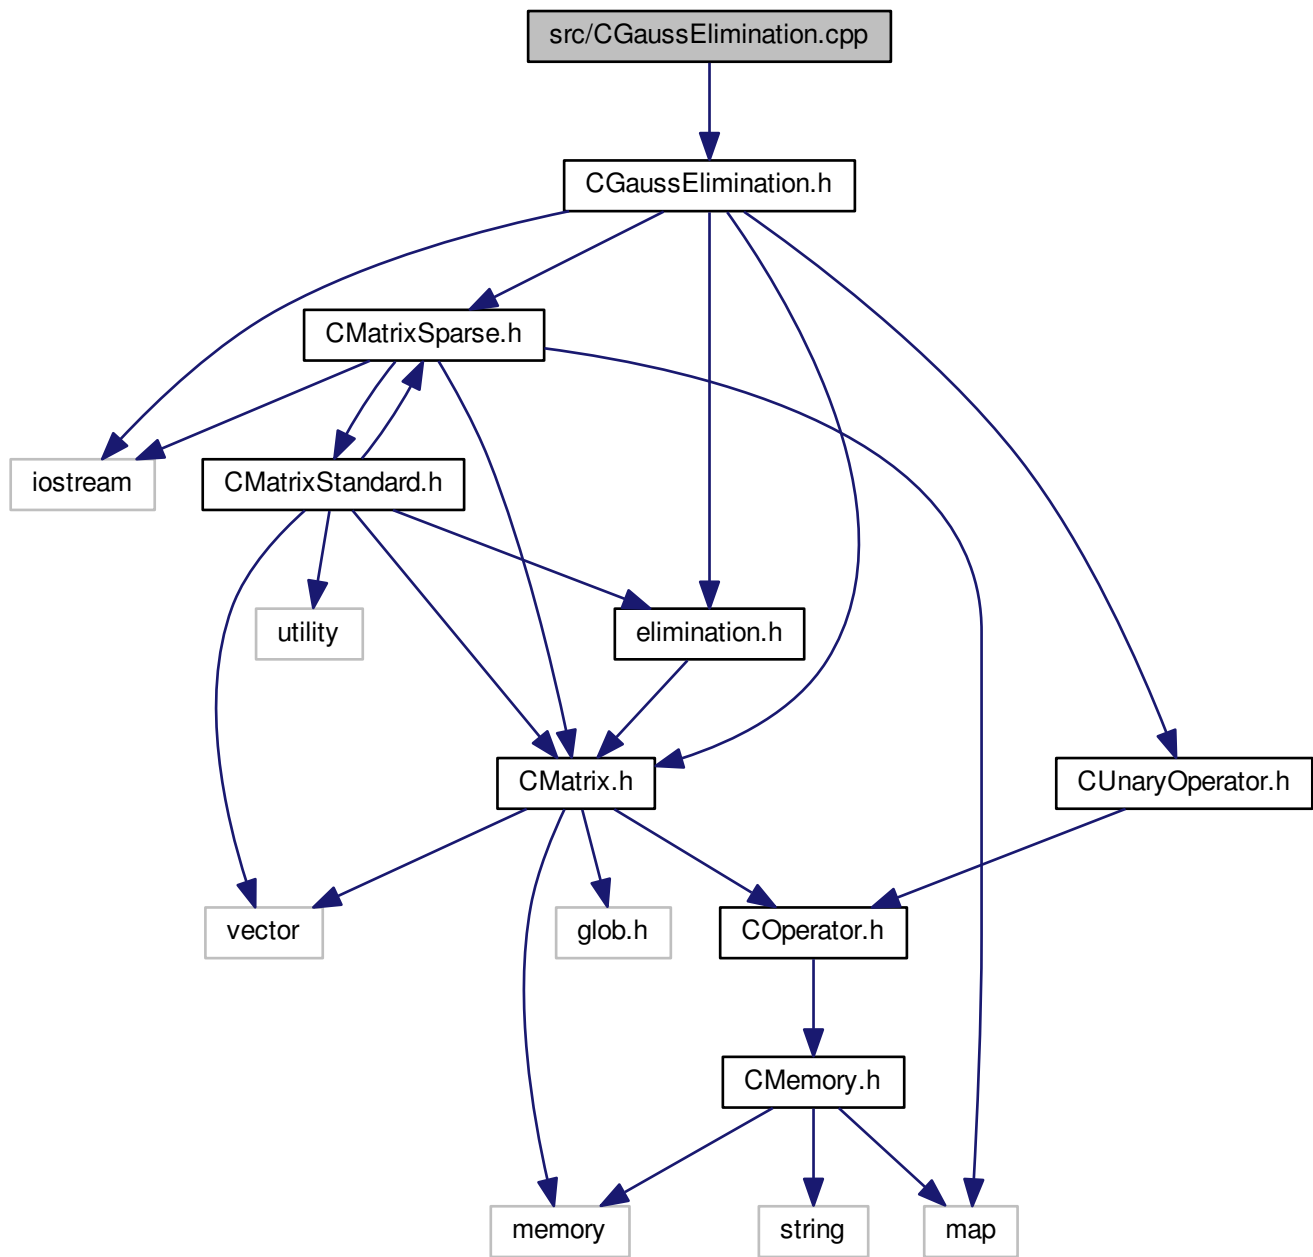 src/CGaussElimination.cpp
CGaussElimination.h
CMatrixSparse.h
iostream
CMatrixStandard.h
utility
elimination.h
CMatrix.h
CUnaryOperator.h
vector
glob.h
COperator.h
CMemory.h
memory
string
map